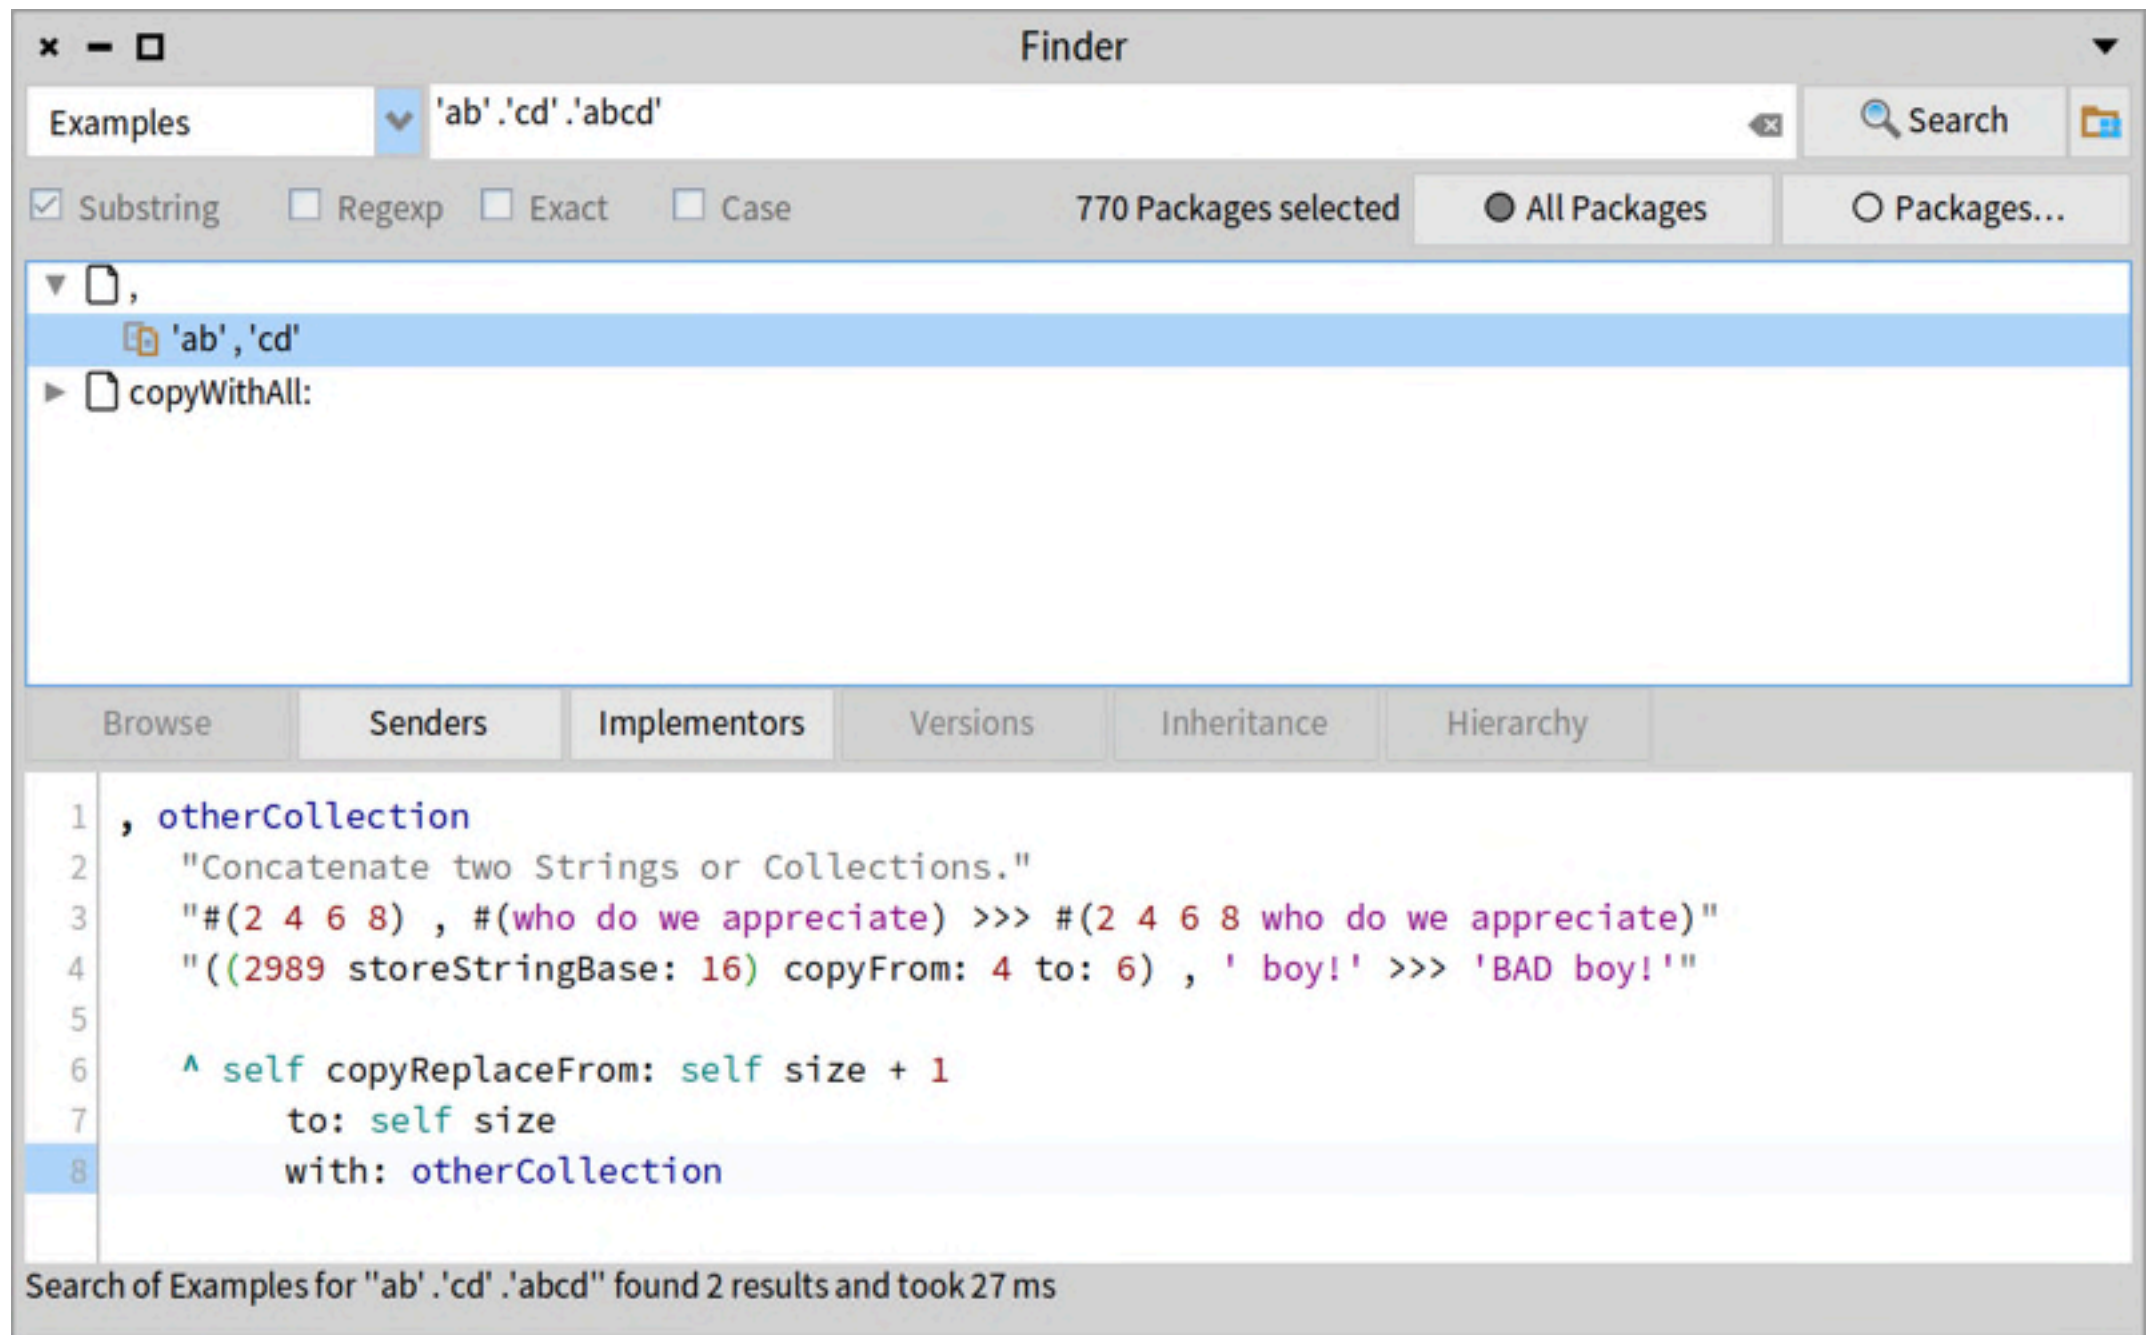 Finder
Examples 'ab'.'cd'.'abcd' Search
Substring Regexp Exact Case 770 Packages selected All Packages Packages...
,
'ab' , 'cd'
copyWithAll:
Browse Senders Implementors Versions Inheritance Hierarchy
1 , otherCollection
2 "Concatenate two Strings or Collections."
3 "#(2 4 6 8) , #(who do we appreciate) >>> #(2 4 6 8 who do we appreciate)"
4 "((2989 storeStringBase: 16) copyFrom: 4 to: 6) , ' boy!' >>> 'BAD boy!'"
5
6 ^ self copyReplaceFrom: self size + 1
7 to: self size
8 with: otherCollection
Search of Examples for ''ab' .'cd' .'abcd'' found 2 results and took 27 ms